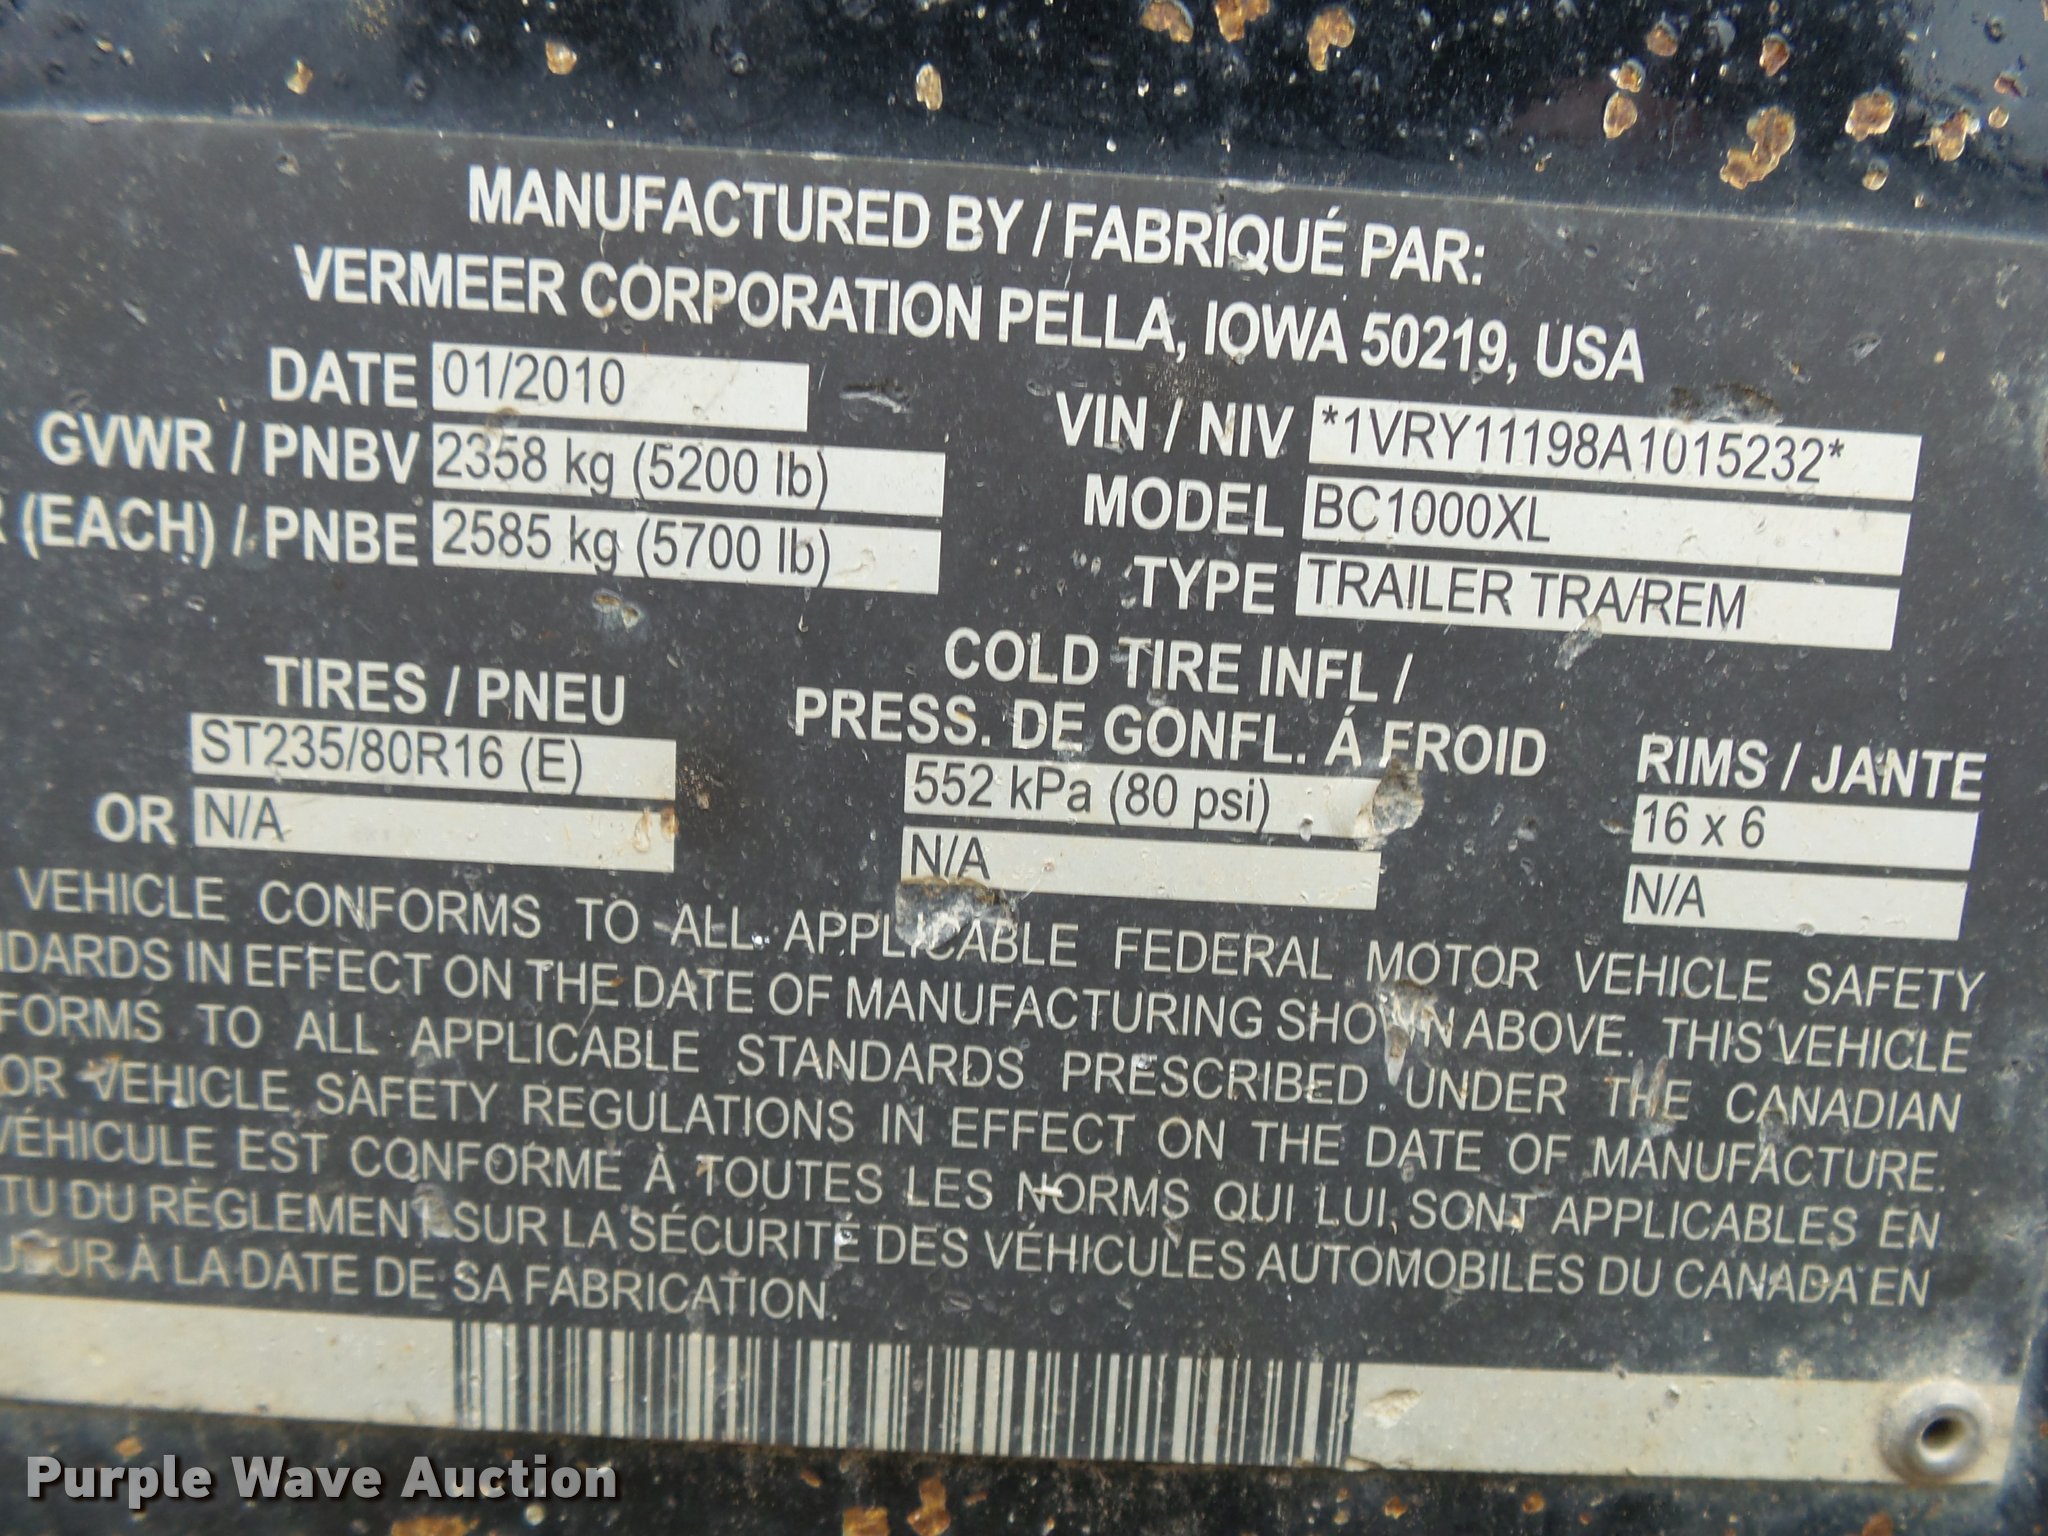 MANUFACTURED BY / FABRIQUÉ PAR:
VERMEER CORPORATION PELLA, IOWA 50219, USA
DATE 01/2010
GVWR / PNBV 2358 kg (5200 lb)
R (EACH) / PNBE 2585 kg (5700 lb)
VIN / NIV *1VRY11198A1015232*
MODEL BC1000XL
TYPE TRAILER TRA/REM
TIRES / PNEU
ST235/80R16 (E)
OR N/A
COLD TIRE INFL /
PRESS. DE GONFL. Á FROID
552 kPa (80 psi)
N/A
RIMS / JANTE
16 x 6
N/A
VEHICLE CONFORMS TO ALL APPLICABLE FEDERAL MOTOR VEHICLE SAFETY
NDARDS IN EFFECT ON THE DATE OF MANUFACTURING SHOWN ABOVE. THIS VEHICLE
FORMS TO ALL APPLICABLE STANDARDS PRESCRIBED UNDER THE CANADIAN
OR VEHICLE SAFETY REGULATIONS IN EFFECT ON THE DATE OF MANUFACTURE.
VÉHICULE EST CONFORME À TOUTES LES NORMS QUI LUI SONT APPLICABLES EN
TU DU RÈGLEMENT SUR LA SÉCURITÉ DES VÉHICULES AUTOMOBILES DU CANADA EN
UR À LA DATE DE SA FABRICATION.
Purple Wave Auction